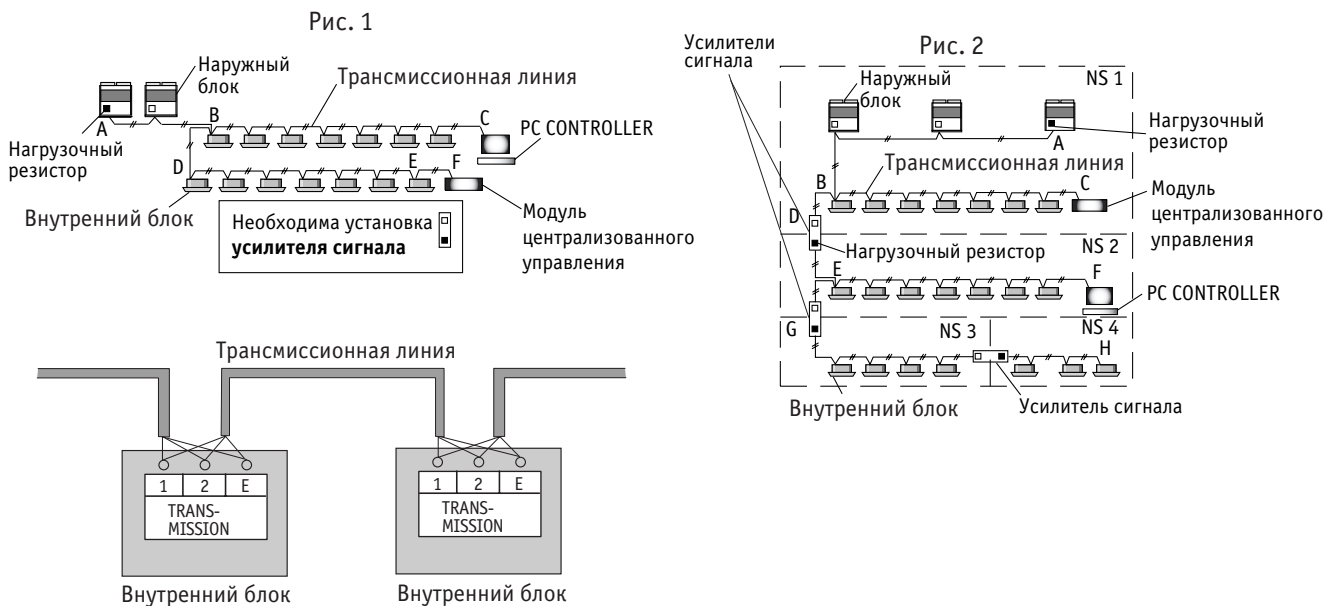 Рис. 1
Наружный
блок
Трансмиссионная линия
A
B
C
PC CONTROLLER
Нагрузочный
резистор
D
E
F
Внутренний блок
Необходима установка
усилителя сигнала
Модуль
централизованного
управления
Усилители
сигнала
Рис. 2
NS 1
Наружный
блок
Нагрузочный
резистор
A
Трансмиссионная линия
B
C
Модуль
централизованного
управления
D
Нагрузочный резистор
NS 2
E
F
PC CONTROLLER
G
NS 3
NS 4
H
Внутренний блок
Усилитель сигнала
Трансмиссионная линия
1 2 E
TRANS-
MISSION
Внутренний блок
1 2 E
TRANS-
MISSION
Внутренний блок